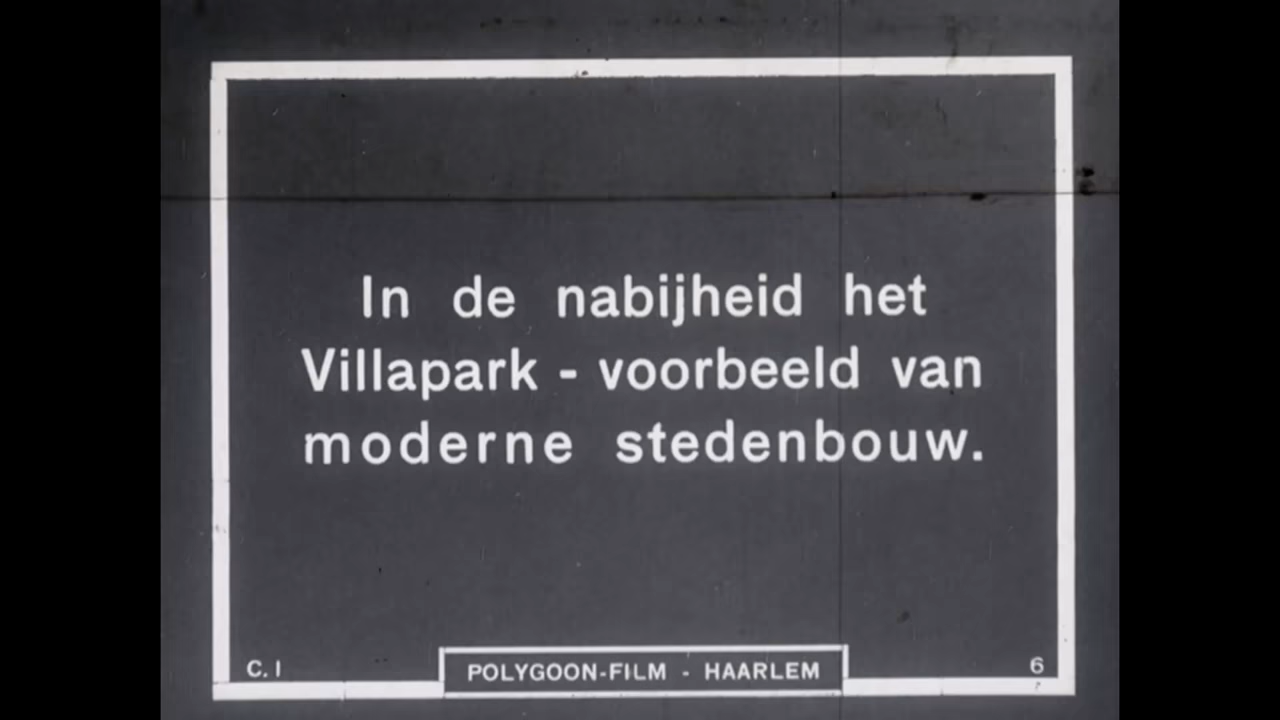 In de nabijheid het
Villapark - voorbeeld van
moderne stedenbouw.
C. I
POLYGOON-FILM - HAARLEM
6